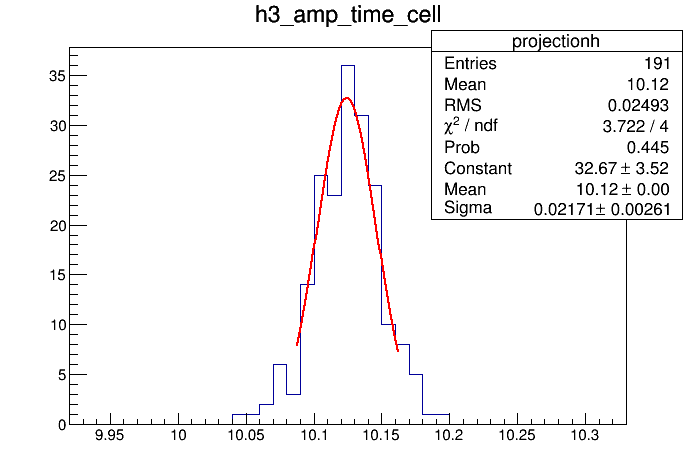 h3_amp_time_cell
projectionh
Entries 191
Mean 10.12
RMS 0.02493
χ² / ndf 3.722 / 4
Prob 0.445
Constant 32.67 ± 3.52
Mean 10.12 ± 0.00
Sigma 0.02171± 0.00261
35
30
25
20
15
10
5
0
9.95 10 10.05 10.1 10.15 10.2 10.25 10.3